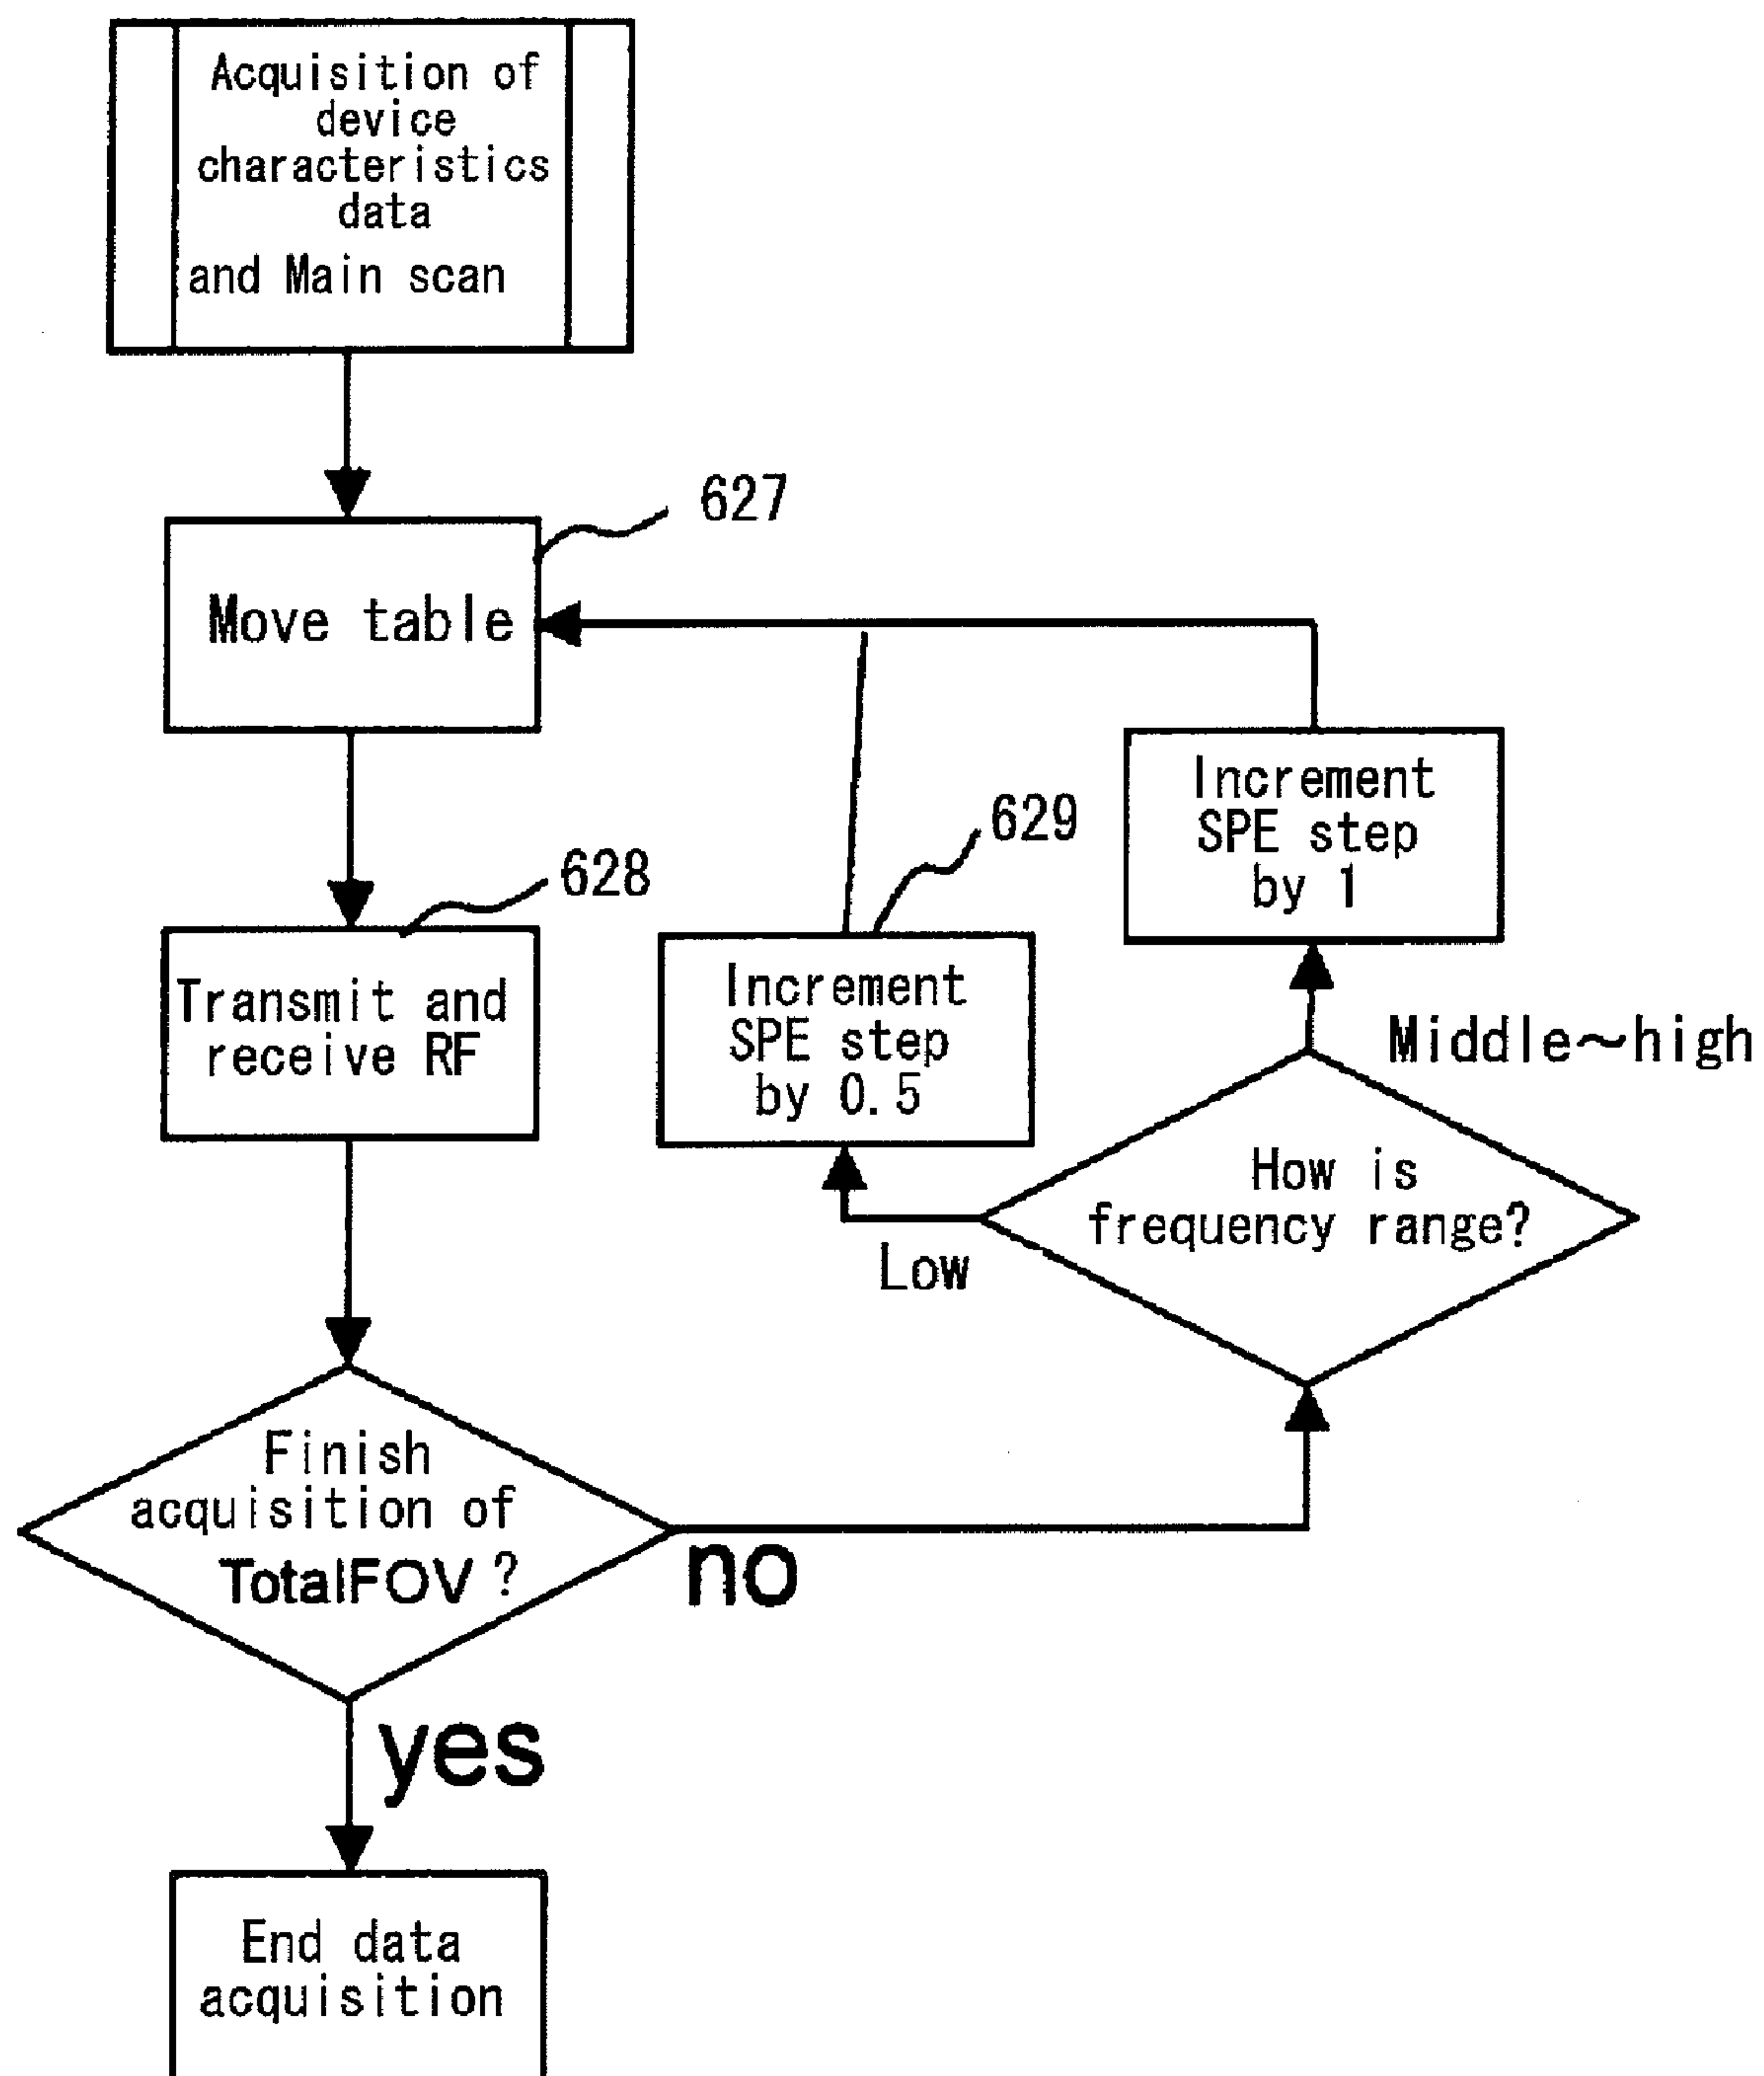 Acquisition of
device
characteristics
data
and Main scan
627
Move table
628
Transmit and
receive RF
629
Increment
SPE step
by 0.5
Increment
SPE step
by 1
Middle~high
How is
frequency range?
Low
Finish
acquisition of
TotalFOV ?
no
yes
End data
acquisition